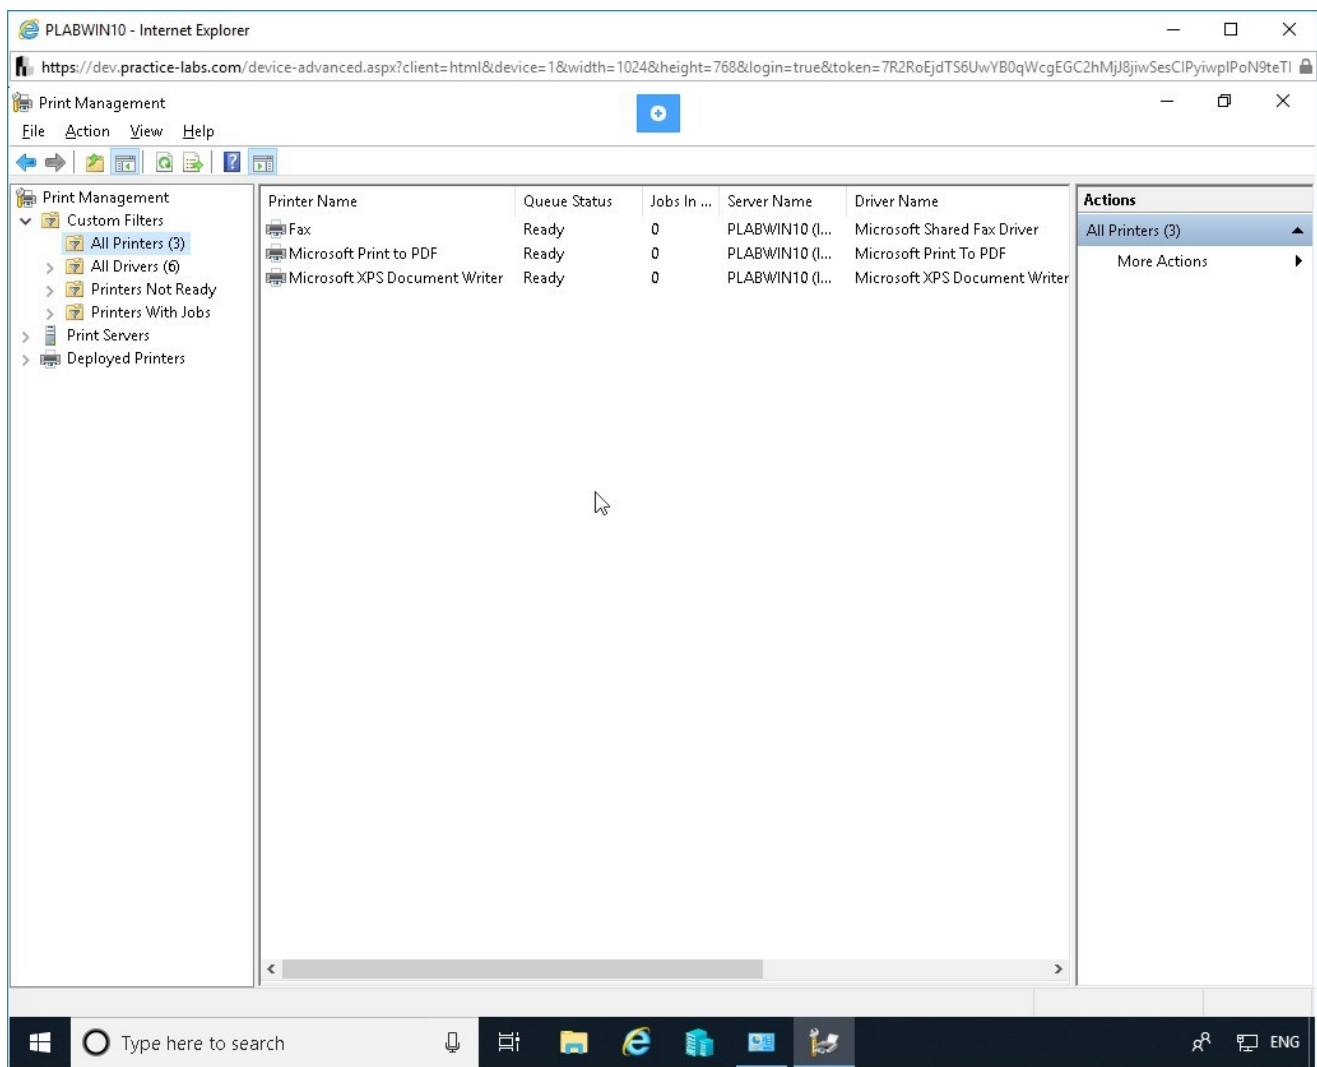 PLABWIN10 - Internet Explorer
https://dev.practice-labs.com/device-advanced.aspx?client=html&device=1&width=1024&height=768&login=true&token=7R2RoEjdTS6UwYB0qWcgEGC2hMjJ8jiwSesClPyiwplPoN9teTl
Print Management
File Action View Help
Print Management
Custom Filters
All Printers (3)
All Drivers (6)
Printers Not Ready
Printers With Jobs
Print Servers
Deployed Printers
Printer Name Queue Status Jobs In ... Server Name Driver Name
Fax Ready 0 PLABWIN10 (l... Microsoft Shared Fax Driver
Microsoft Print to PDF Ready 0 PLABWIN10 (l... Microsoft Print To PDF
Microsoft XPS Document Writer Ready 0 PLABWIN10 (l... Microsoft XPS Document Writer
Actions
All Printers (3)
More Actions
Type here to search
ENG